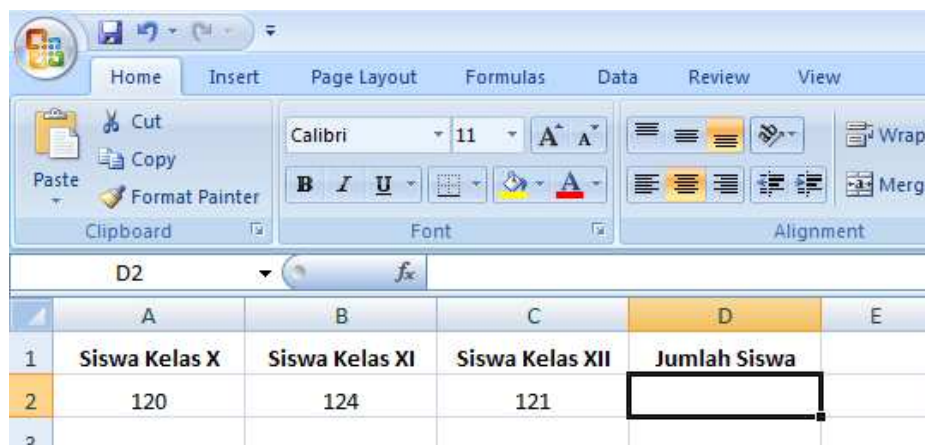 Home Insert Page Layout Formulas Data Review View
Cut
Copy
Paste
Format Painter
Calibri 11 A A
B I U A
Wrap
Merg
Clipboard Font Alignment
D2 fx
A B C D E
1 Siswa Kelas X Siswa Kelas XI Siswa Kelas XII Jumlah Siswa
2 120 124 121